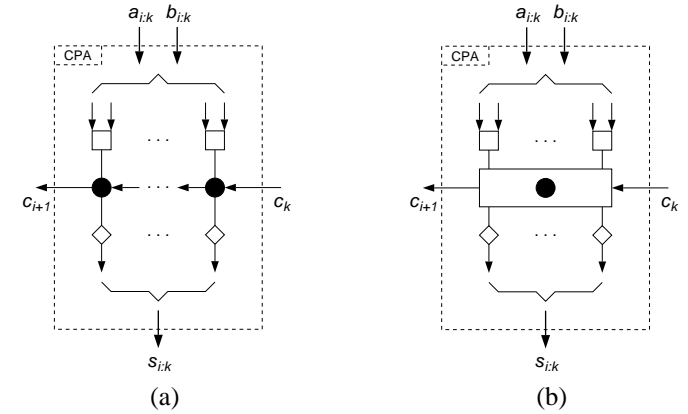 a_{i:k} b_{i:k} a_{i:k} b_{i:k}
CPA CPA
... ...
c_{i+1} ... c_k c_{i+1} c_k
... ...
s_{i:k} s_{i:k}
(a) (b)